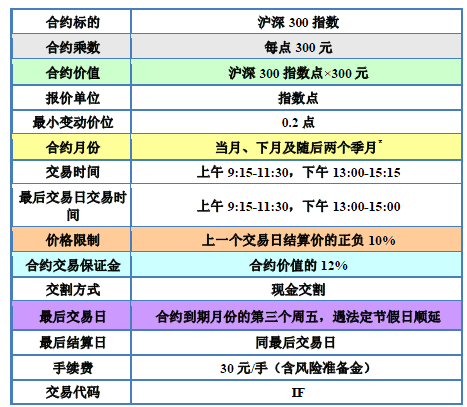 合约标的 沪深 300 指数
合约乘数 每点 300 元
合约价值 沪深 300 指数点×300 元
报价单位 指数点
最小变动价位 0.2 点
合约月份 当月、下月及随后两个季月*
交易时间 上午 9:15-11:30，下午 13:00-15:15
最后交易日交易时
间 上午 9:15-11:30，下午 13:00-15:00
价格限制 上一个交易日结算价的正负 10%
合约交易保证金 合约价值的 12%
交割方式 现金交割
最后交易日 合约到期月份的第三个周五，遇法定节假日顺延
最后结算日 同最后交易日
手续费 30 元/手（含风险准备金）
交易代码 IF